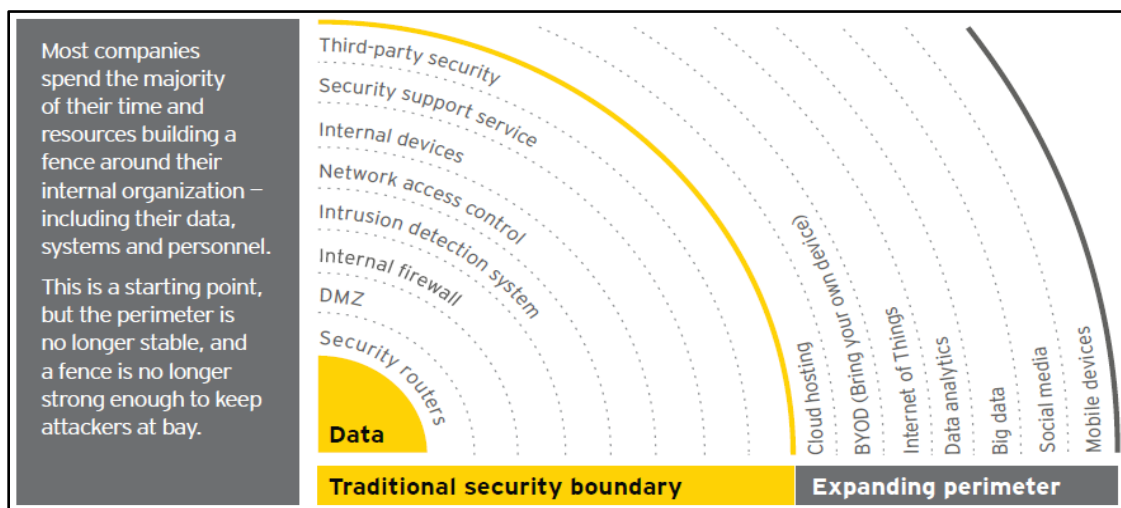 Most companies
spend the majority
of their time and
resources building a
fence around their
internal organization –
including their data,
systems and personnel.
This is a starting point,
but the perimeter is
no longer stable, and
a fence is no longer
strong enough to keep
attackers at bay.
Third-party security
Security support service
Internal devices
Network access control
Intrusion detection system
Internal firewall
DMZ
Security routers
Data
Cloud hosting
BYOD (Bring your own device)
Internet of Things
Data analytics
Big data
Social media
Mobile devices
Traditional security boundary
Expanding perimeter